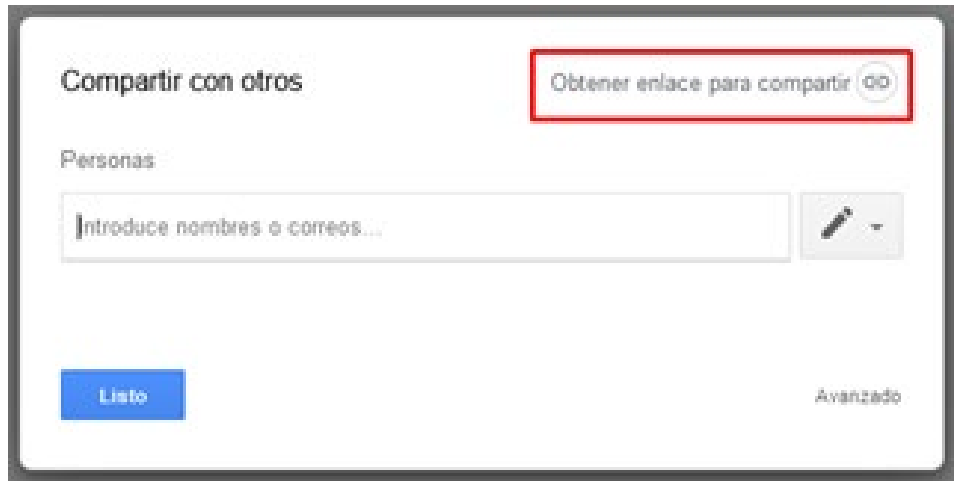 Compartir con otros
Obtener enlace para compartir
Personas
Introduce nombres o correos...
Listo
Avanzado